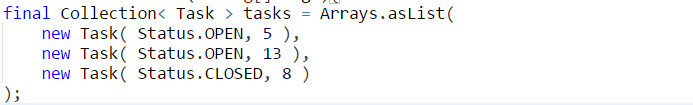 final Collection< Task > tasks = Arrays.asList(
    new Task( Status.OPEN, 5 ),
    new Task( Status.OPEN, 13 ),
    new Task( Status.CLOSED, 8 )
);